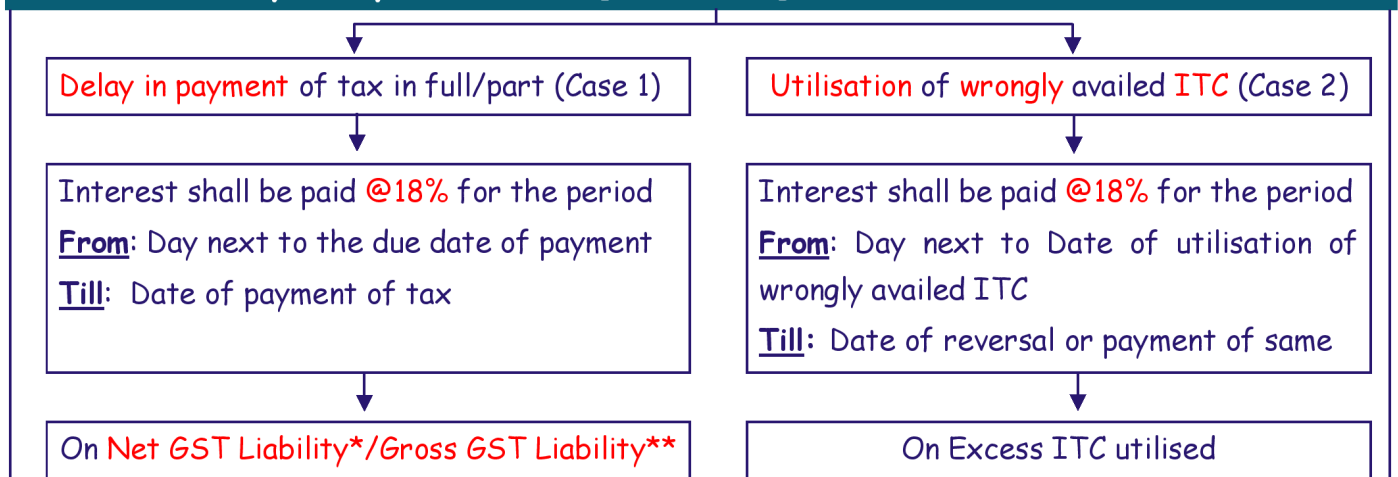 Delay in payment of tax in full/part (Case 1)
Interest shall be paid @18% for the period
From: Day next to the due date of payment
Till: Date of payment of tax
On Net GST Liability*/Gross GST Liability**
Utilisation of wrongly availed ITC (Case 2)
Interest shall be paid @18% for the period
From: Day next to Date of utilisation of
wrongly availed ITC
Till: Date of reversal or payment of same
On Excess ITC utilised